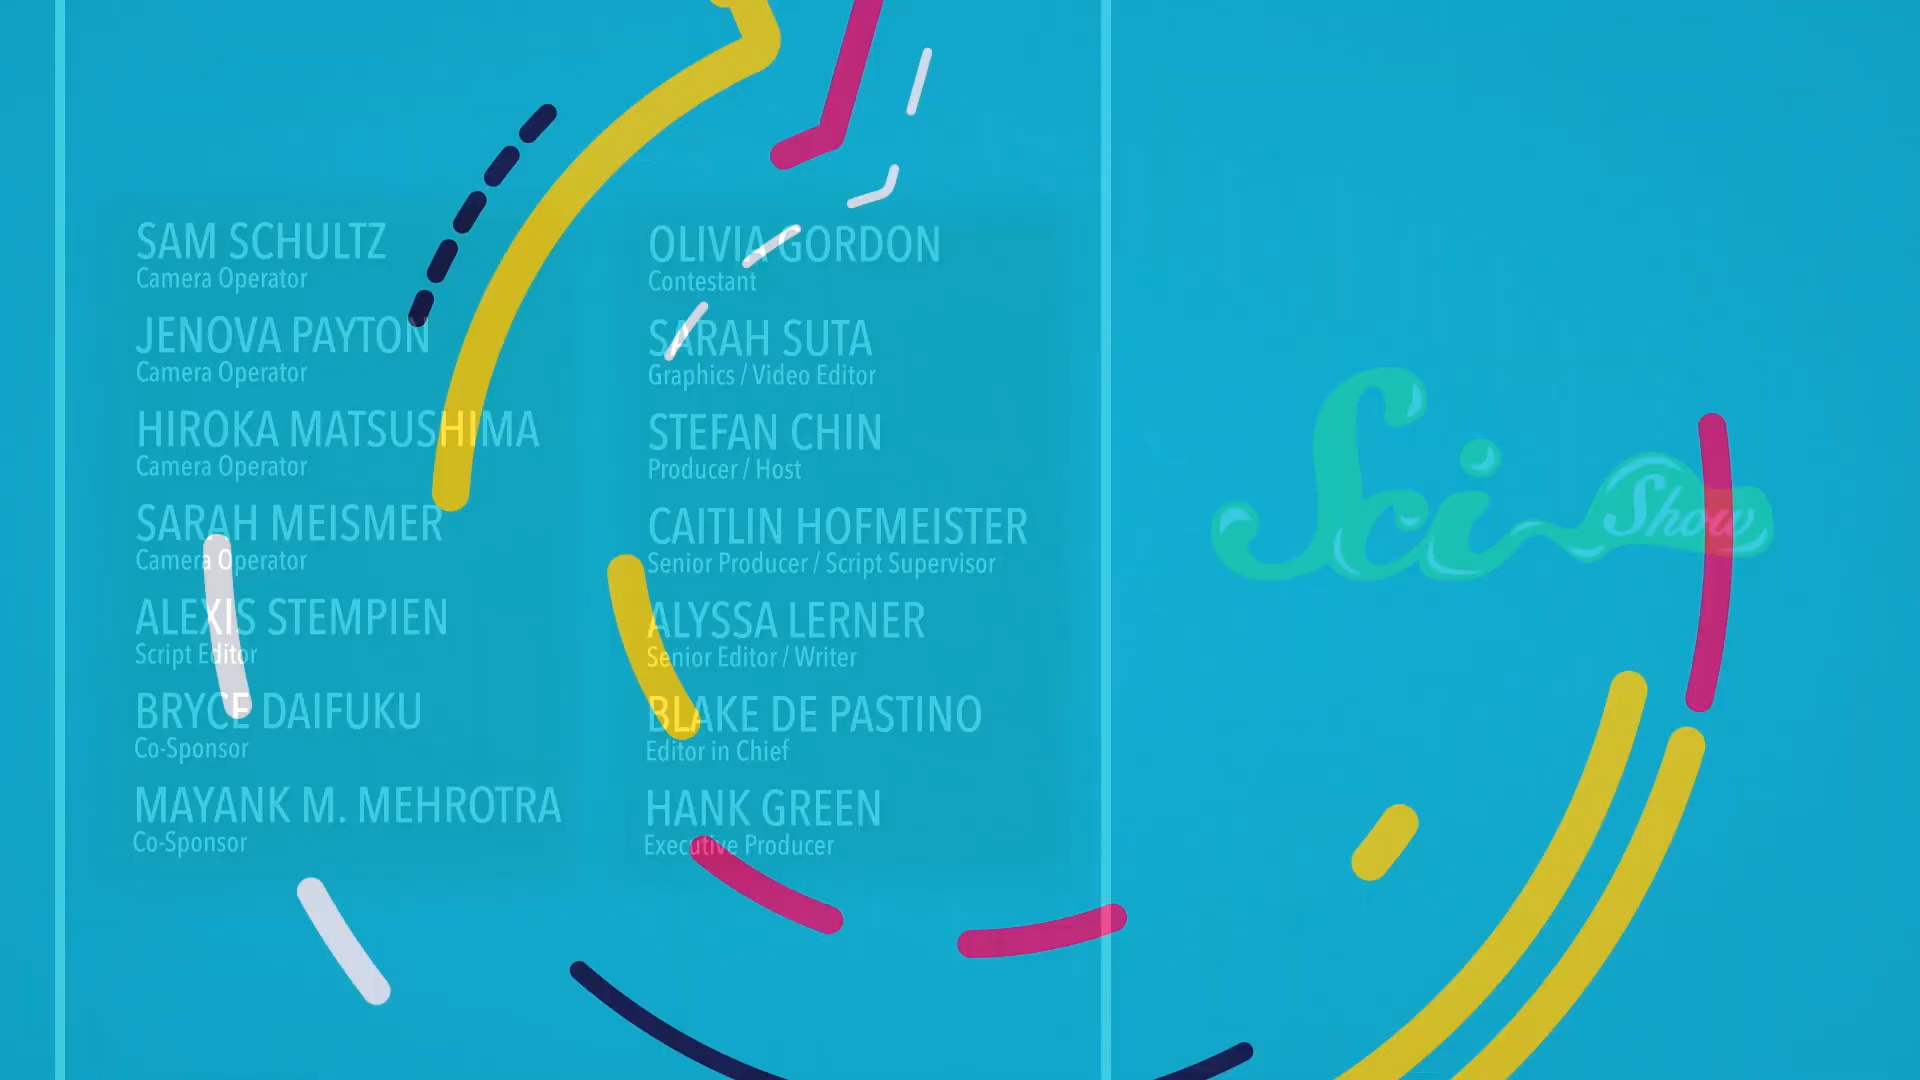 SAM SCHULTZ
Camera Operator
JENOVA PAYTON
Camera Operator
HIROKA MATSUSHIMA
Camera Operator
SARAH MEISMER
Camera Operator
ALEXIS STEMPIEN
Script Editor
BRYCE DAIFUKU
Co-Sponsor
MAYANK M. MEHROTRA
Co-Sponsor
OLIVIA GORDON
Contestant
SARAH SUTA
Graphics / Video Editor
STEFAN CHIN
Producer / Host
CAITLIN HOFMEISTER
Senior Producer / Script Supervisor
ALYSSA LERNER
Senior Editor / Writer
BLAKE DE PASTINO
Editor in Chief
HANK GREEN
Executive Producer
Sci Show